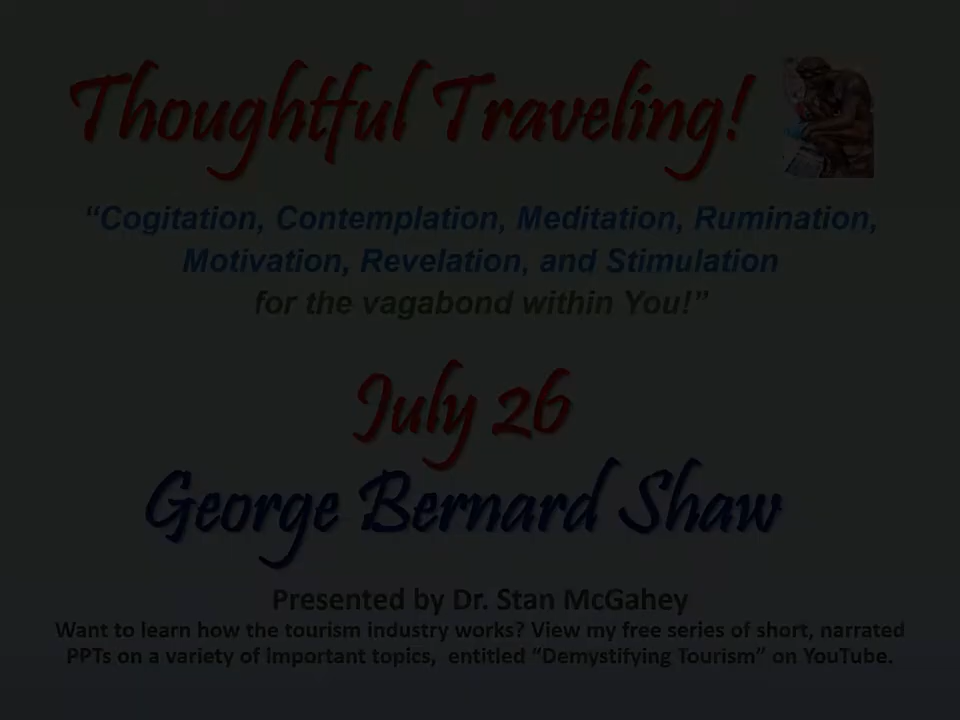 Thoughtful Traveling!
“Cogitation, Contemplation, Meditation, Rumination,
Motivation, Revelation, and Stimulation
for the vagabond within You!”
July 26
George Bernard Shaw
Presented by Dr. Stan McGahey
Want to learn how the tourism industry works? View my free series of short, narrated
PPTs on a variety of important topics, entitled “Demystifying Tourism” on YouTube.